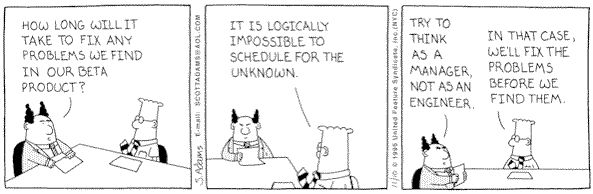 HOW LONG WILL IT
TAKE TO FIX ANY
PROBLEMS WE FIND
IN OUR BETA
PRODUCT?
S.Adams E-mail: SCOTTADAMS@AOL.COM
IT IS LOGICALLY
IMPOSSIBLE TO
SCHEDULE FOR THE
UNKNOWN.
11/10 © 1995 United Feature Syndicate, Inc.(NYC)
TRY TO
THINK
AS A
MANAGER,
NOT AS AN
ENGINEER.
IN THAT CASE,
WE'LL FIX THE
PROBLEMS
BEFORE WE
FIND THEM.